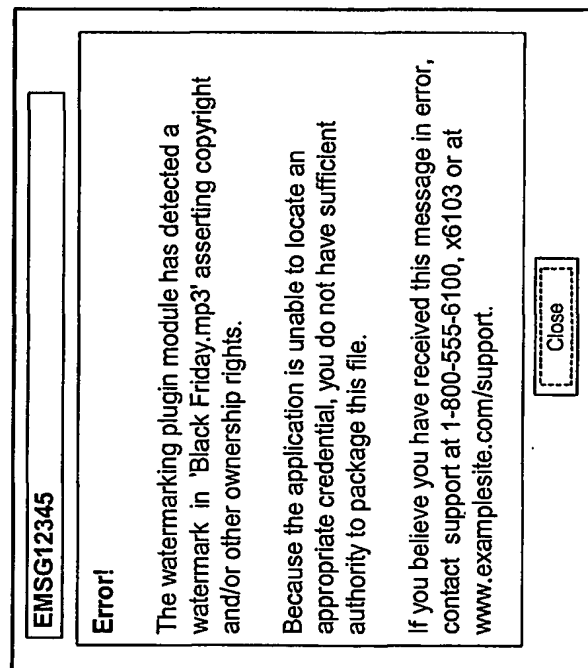 EMSG12345
Error!
The watermarking plugin module has detected a
watermark in 'Black Friday.mp3' asserting copyright
and/or other ownership rights.
Because the application is unable to locate an
appropriate credential, you do not have sufficient
authority to package this file.
If you believe you have received this message in error,
contact support at 1-800-555-6100, x6103 or at
www.examplesite.com/support.
Close